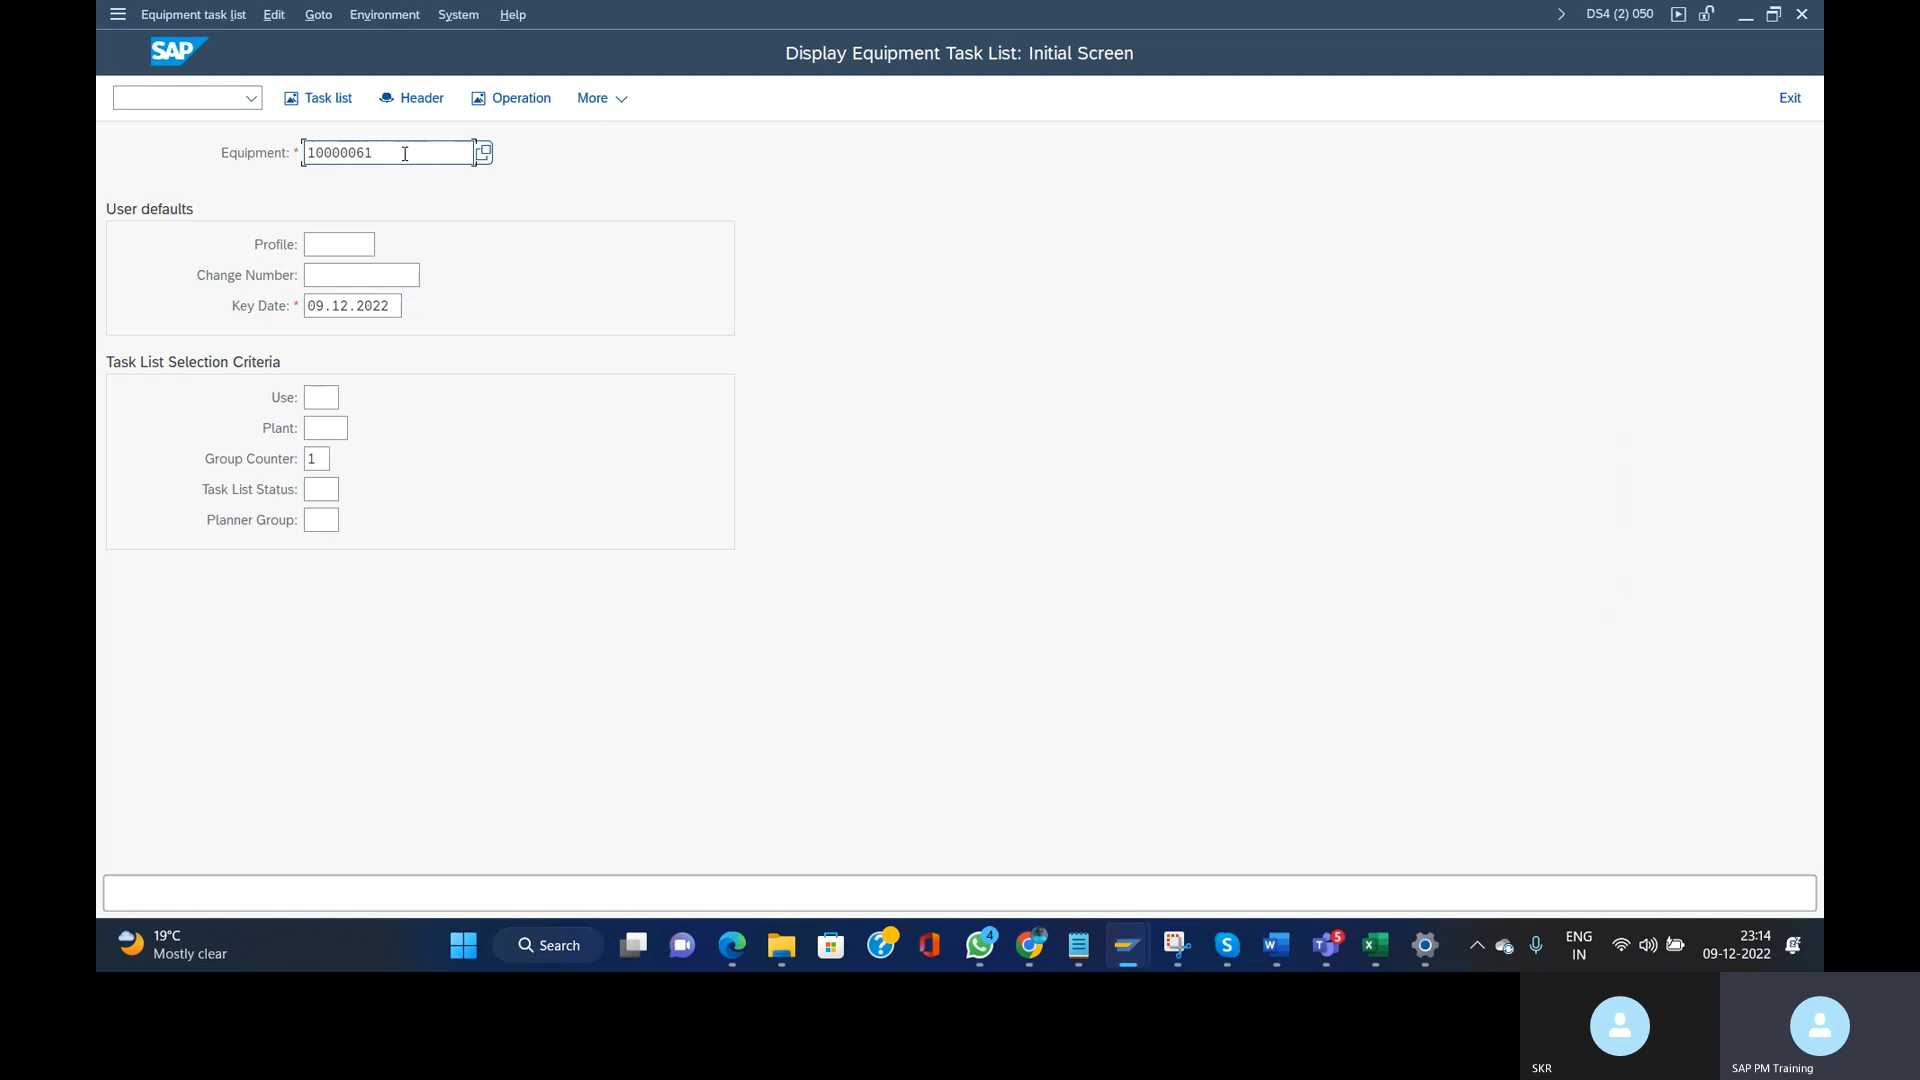 Equipment task list Edit Goto Environment System Help DS4 (2) 050
SAP Display Equipment Task List: Initial Screen
Task list Header Operation More Exit
Equipment: * 10000061
User defaults
Profile:
Change Number:
Key Date: * 09.12.2022
Task List Selection Criteria
Use:
Plant:
Group Counter: 1
Task List Status:
Planner Group:
19°C
Mostly clear
Search
4
5
ENG
IN
23:14
09-12-2022
SKR
SAP PM Training